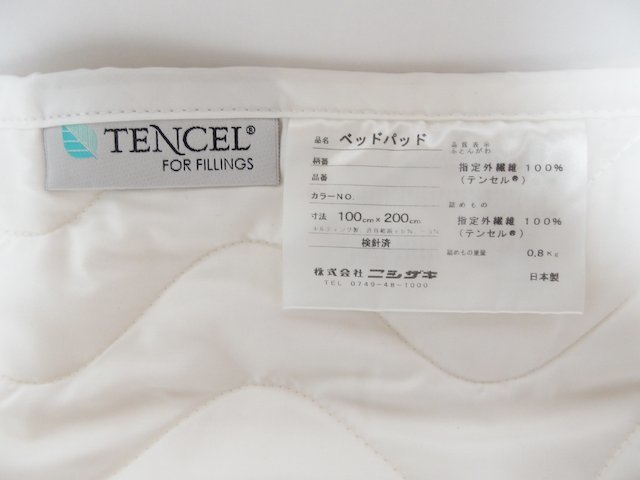 TENCEL®
FOR FILLINGS
品名 ベッドパッド
柄番
品番
カラーNO.
寸法 100cm×200cm
検針済
品質表示
ふとんがわ
指定外繊維 100%
(テンセル®)
詰めもの
指定外繊維 100%
(テンセル®)
詰めもの重量 0.8Kg
株式会社 ニシザキ
TEL 0749-48-1000
日本製